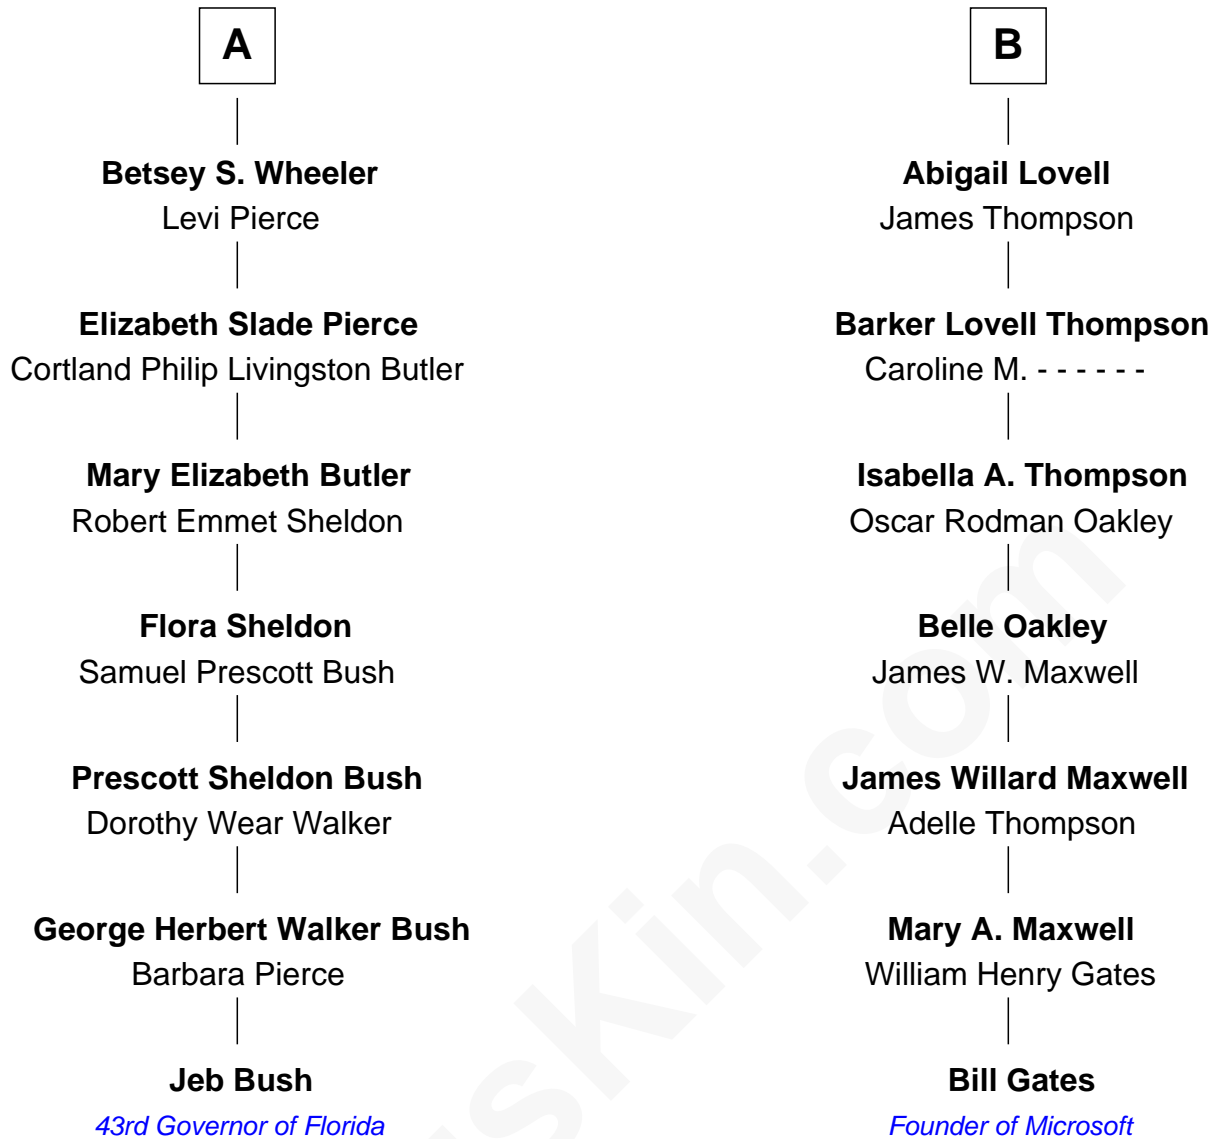 A
Betsey S. Wheeler
Levi Pierce
Elizabeth Slade Pierce
Cortland Philip Livingston Butler
Mary Elizabeth Butler
Robert Emmet Sheldon
Flora Sheldon
Samuel Prescott Bush
Prescott Sheldon Bush
Dorothy Wear Walker
George Herbert Walker Bush
Barbara Pierce
Jeb Bush
43rd Governor of Florida
B
Abigail Lovell
James Thompson
Barker Lovell Thompson
Caroline M. - - - - - -
Isabella A. Thompson
Oscar Rodman Oakley
Belle Oakley
James W. Maxwell
James Willard Maxwell
Adelle Thompson
Mary A. Maxwell
William Henry Gates
Bill Gates
Founder of Microsoft